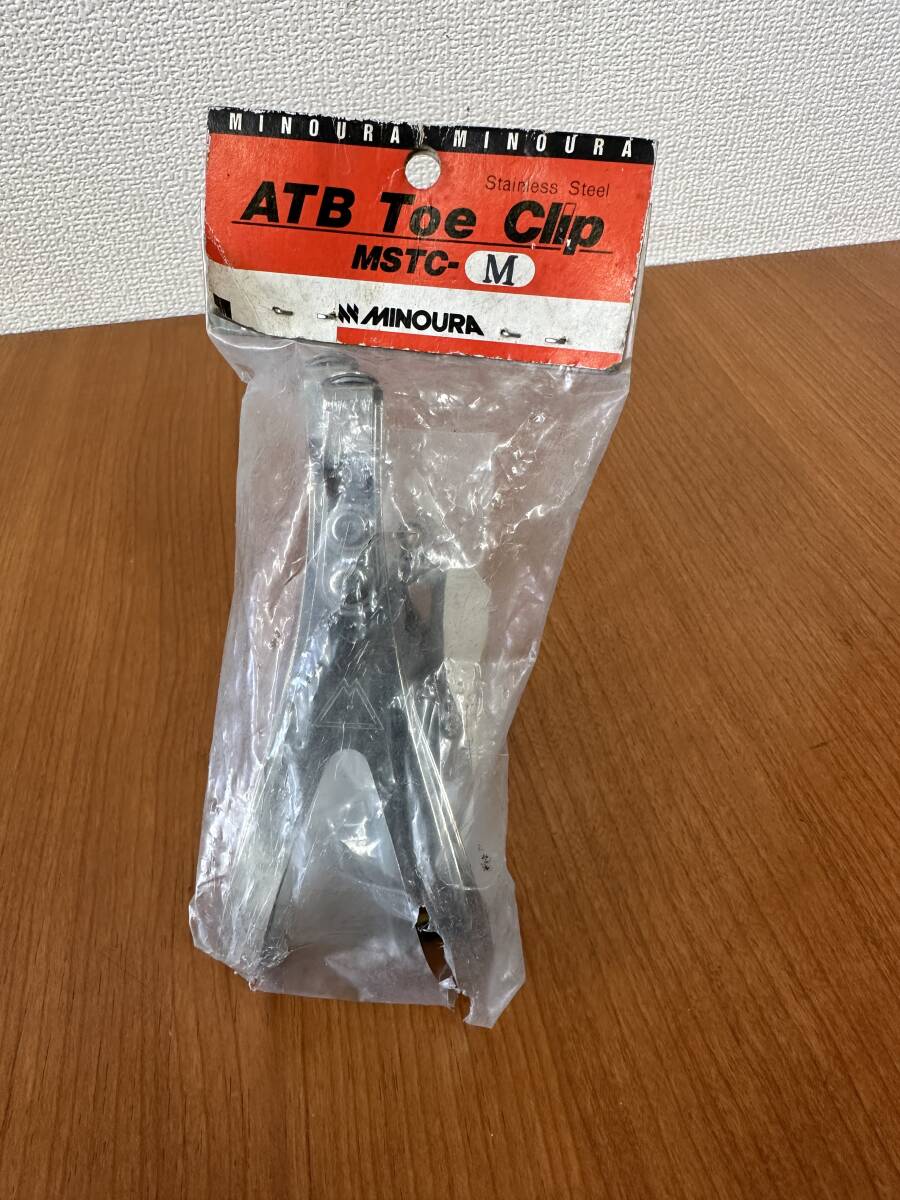 MINOURA MINOURA
Stainless Steel
ATB Toe Clip
MSTC- M
MINOURA